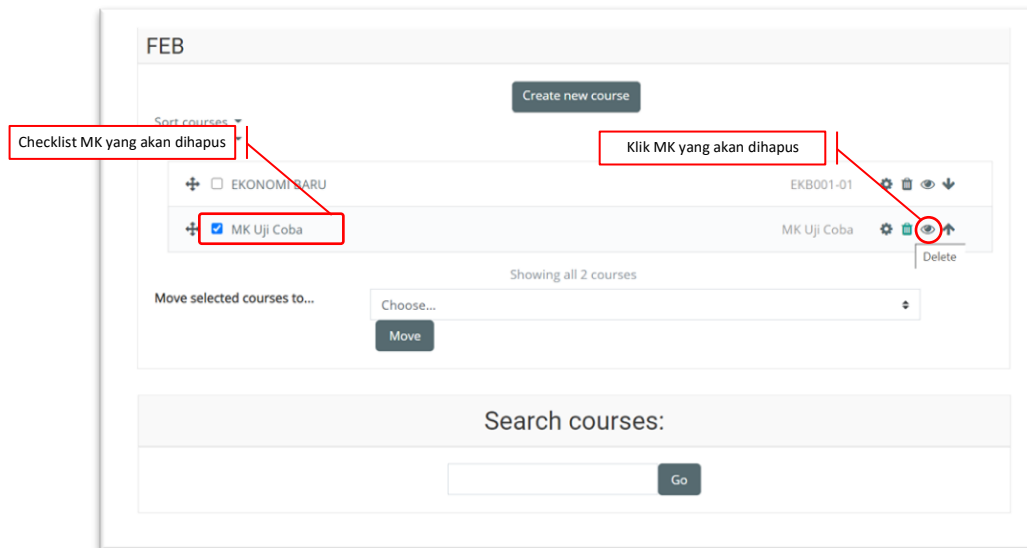 FEB
Create new course
Sort courses
Checklist MK yang akan dihapus
Klik MK yang akan dihapus
EKONOMI BARU EKB001-01
MK Uji Coba MK Uji Coba
Delete
Showing all 2 courses
Move selected courses to...
Choose...
Move
Search courses:
Go